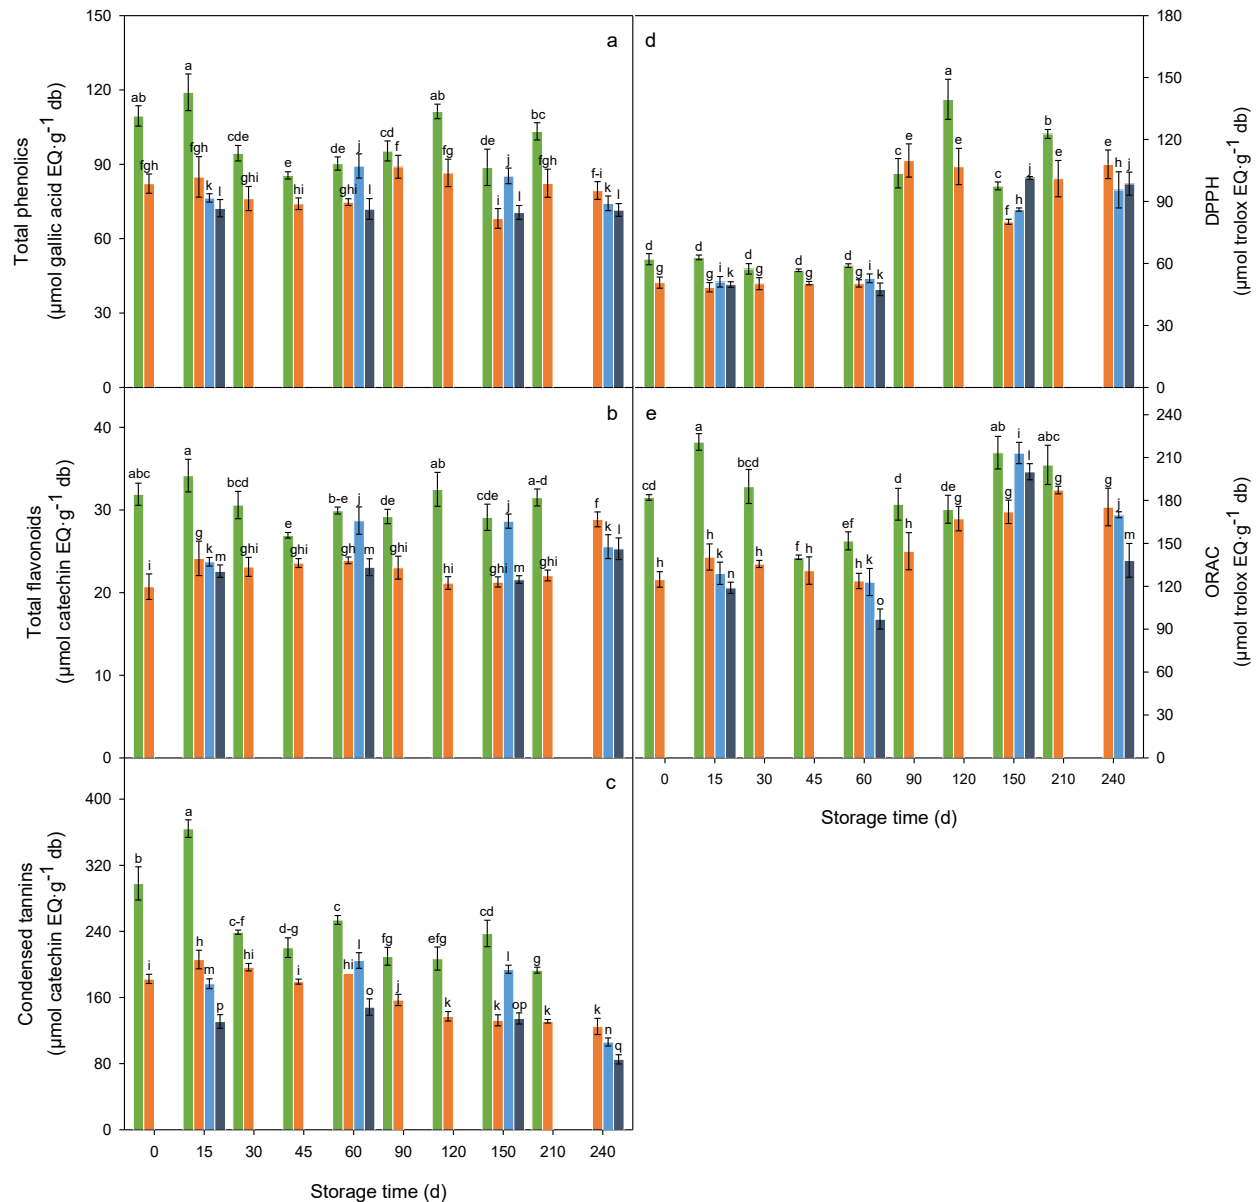 150
120
90
60
30
0
Total phenolics
(µmol gallic acid EQ·g⁻¹ db)
a
ab
fgh
a
fgh
k
l
cde
ghi
e
hi
de
ghi
j
l
cd
f
ab
fg
de
i
j
l
bc
fgh
f-i
k
l
d
180
150
120
90
60
30
0
DPPH
(µmol trolox EQ·g⁻¹ db)
d
g
d
g
i
k
d
g
d
g
d
g
i
k
c
e
a
e
c
f
h
j
b
e
e
h
j
40
30
20
10
0
Total flavonoids
(µmol catechin EQ·g⁻¹ db)
b
abc
i
a
g
k
m
bcd
ghi
e
ghi
b-e
gh
j
m
de
ghi
ab
hi
cde
ghi
j
m
a-d
ghi
f
k
l
e
240
210
180
150
120
90
60
30
0
ORAC
(µmol trolox EQ·g⁻¹ db)
cd
h
a
h
k
n
bcd
h
f
h
ef
h
k
o
d
h
de
g
ab
g
i
l
abc
g
g
j
m
0 15 30 45 60 90 120 150 210 240
Storage time (d)
400
320
240
160
80
0
Condensed tannins
(µmol catechin EQ·g⁻¹ db)
c
b
i
a
h
m
p
c-f
hi
d-g
i
c
hi
l
o
fg
j
efg
k
cd
k
l
op
g
k
k
n
q
0 15 30 45 60 90 120 150 210 240
Storage time (d)